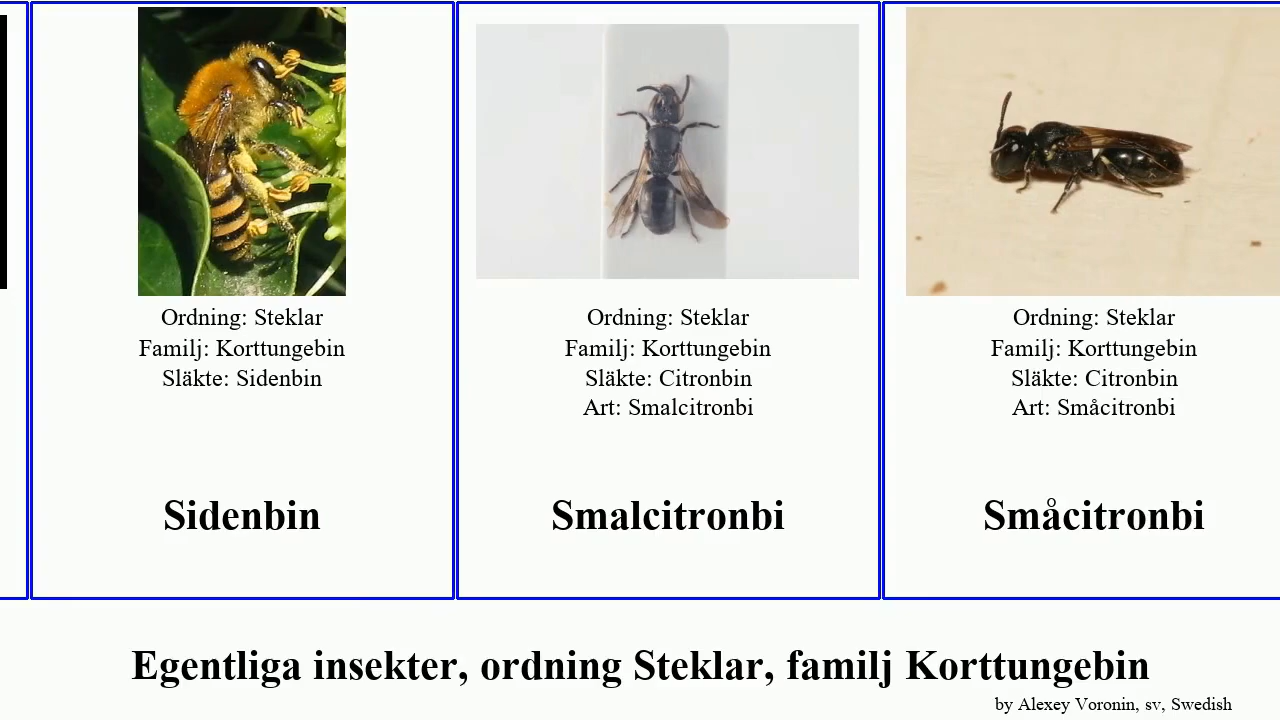 Ordning: Steklar
Familj: Korttungebin
Släkte: Sidenbin
Sidenbin
Ordning: Steklar
Familj: Korttungebin
Släkte: Citronbin
Art: Smalcitronbi
Smalcitronbi
Ordning: Steklar
Familj: Korttungebin
Släkte: Citronbin
Art: Småcitronbi
Småcitronbi
Egentliga insekter, ordning Steklar, familj Korttungebin
by Alexey Voronin, sv, Swedish